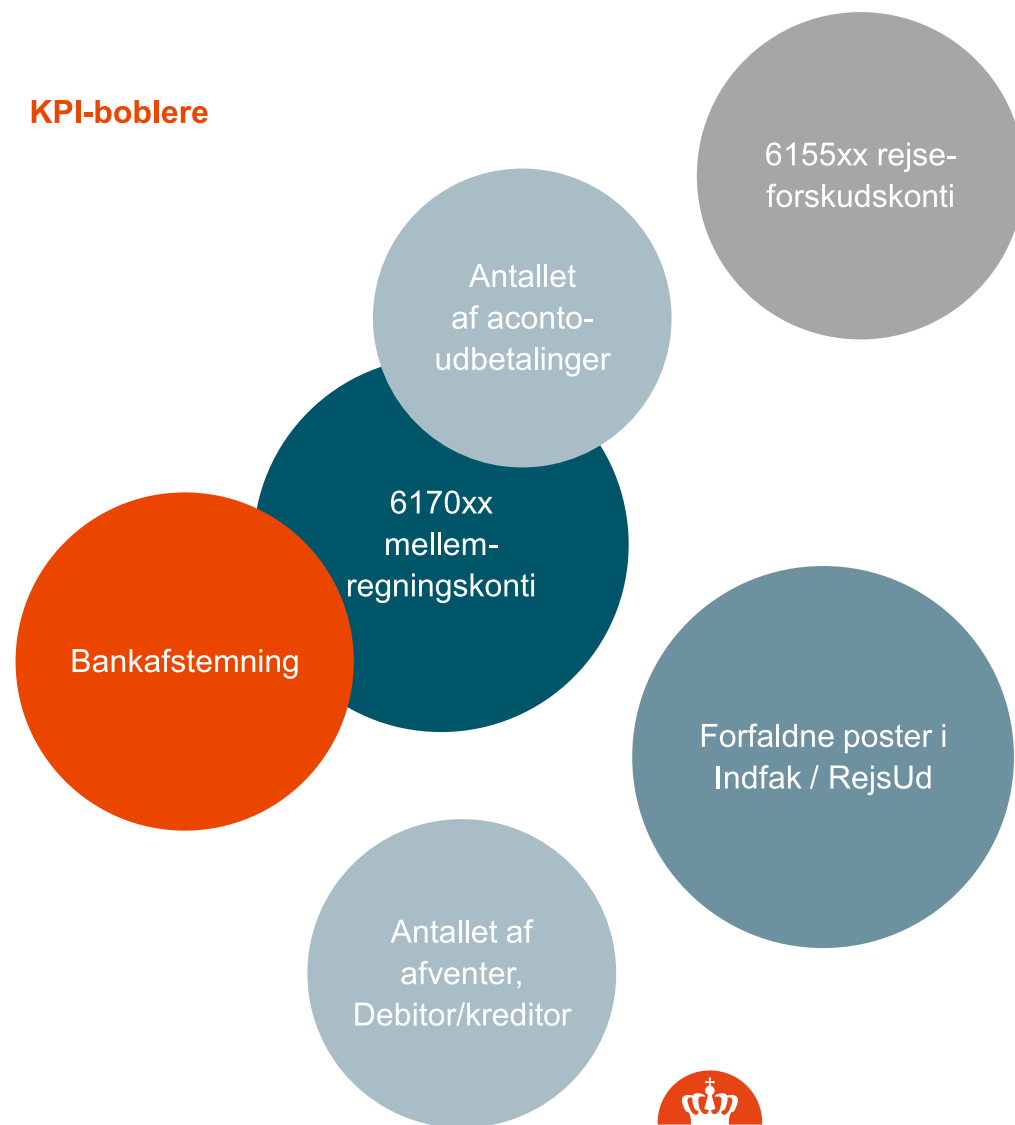 KPI-boblere
6155xx rejse-
forskudskonti
Antallet
af aconto-
udbetalinger
6170xx
mellem-
regningskonti
Bankafstemning
Forfaldne poster i
Indfak / RejsUd
Antallet af
afventer,
Debitor/kreditor